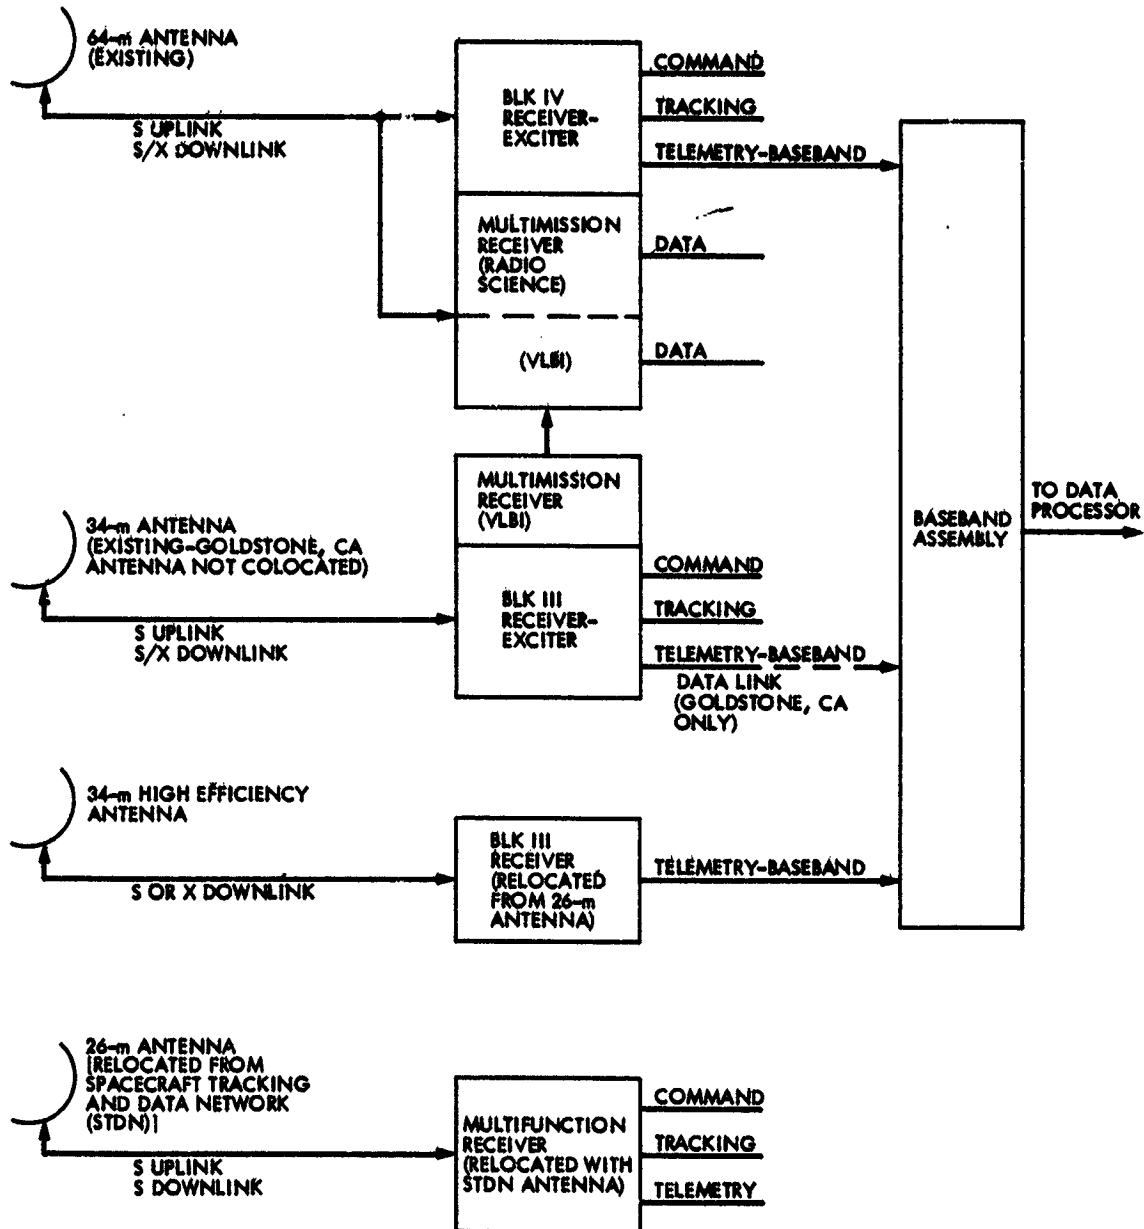 64-m ANTENNA
(EXISTING)
S UPLINK
S/X DOWNLINK
BLK IV
RECEIVER-
EXCITER
COMMAND
TRACKING
TELEMETRY-BASEBAND
MULTIMISSION
RECEIVER
(RADIO
SCIENCE)
DATA
(VLBI)
DATA
MULTIMISSION
RECEIVER
(VLBI)
34-m ANTENNA
(EXISTING-GOLDSTONE, CA
ANTENNA NOT COLOCATED)
S UPLINK
S/X DOWNLINK
BLK III
RECEIVER-
EXCITER
COMMAND
TRACKING
TELEMETRY-BASEBAND
DATA LINK
(GOLDSTONE, CA
ONLY)
BASEBAND
ASSEMBLY
TO DATA
PROCESSOR
34-m HIGH EFFICIENCY
ANTENNA
S OR X DOWNLINK
BLK III
RECEIVER
(RELOCATED
FROM 26-m
ANTENNA)
TELEMETRY-BASEBAND
26-m ANTENNA
[RELOCATED FROM
SPACECRAFT TRACKING
AND DATA NETWORK
(STDN)]
S UPLINK
S DOWNLINK
MULTIFUNCTION
RECEIVER
(RELOCATED WITH
STDN ANTENNA)
COMMAND
TRACKING
TELEMETRY